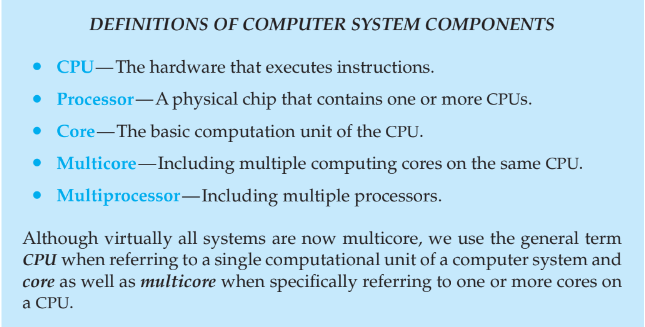 DEFINITIONS OF COMPUTER SYSTEM COMPONENTS
• CPU—The hardware that executes instructions.
• Processor—A physical chip that contains one or more CPUs.
• Core—The basic computation unit of the CPU.
• Multicore—Including multiple computing cores on the same CPU.
• Multiprocessor—Including multiple processors.
Although virtually all systems are now multicore, we use the general term
CPU when referring to a single computational unit of a computer system and
core as well as multicore when specifically referring to one or more cores on
a CPU.